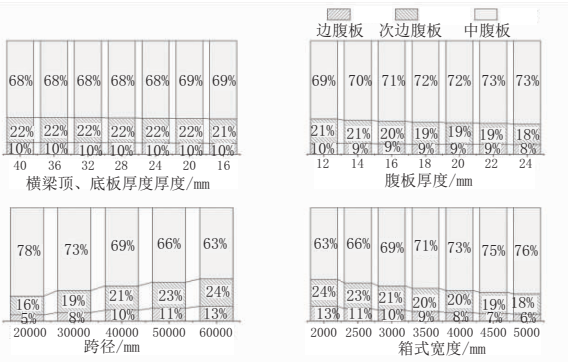 边腹板 次边腹板 中腹板
68% 68% 68% 68% 68% 69% 69%
22% 22% 22% 22% 22% 22% 21%
10% 10% 10% 10% 10% 10% 10%
40 36 32 28 24 20 16
横梁顶、底板厚度厚度/mm
69% 70% 71% 72% 72% 73% 73%
21% 21% 20% 19% 19% 19% 18%
10% 9% 9% 9% 9% 9% 8%
12 14 16 18 20 22 24
腹板厚度/mm
78% 73% 69% 66% 63%
16% 19% 21% 23% 24%
5% 8% 10% 11% 13%
20000 30000 40000 50000 60000
跨径/mm
63% 66% 69% 71% 73% 75% 76%
24% 23% 21% 20% 20% 19% 18%
13% 11% 10% 9% 8% 7% 6%
2000 2500 3000 3500 4000 4500 5000
箱式宽度/mm